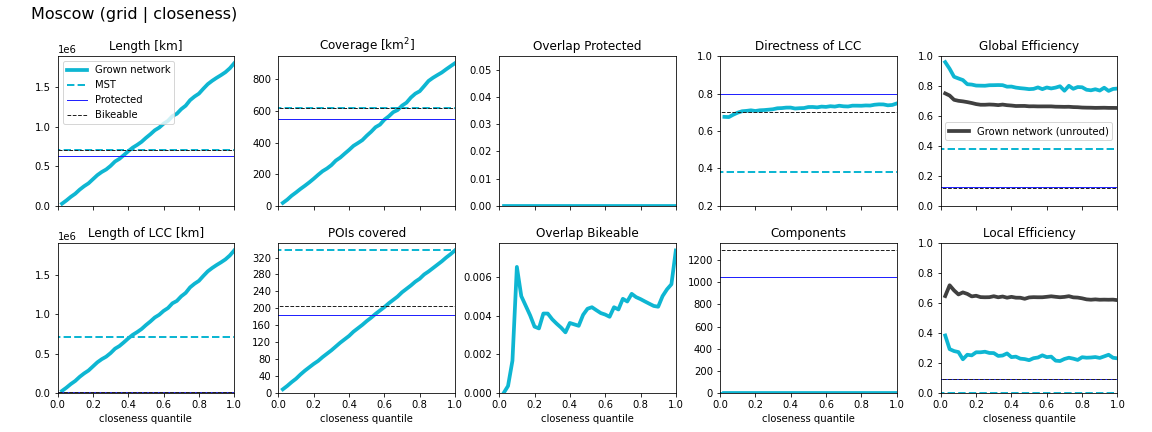 Moscow (grid | closeness)
Length [km]
Coverage [km²]
Overlap Protected
Directness of LCC
Global Efficiency
1e6
Grown network
MST
Protected
Bikeable
1.5
1.0
0.5
0.0
800
600
400
200
0
0.05
0.04
0.03
0.02
0.01
0.00
1.0
0.8
0.6
0.4
0.2
1.0
0.8
0.6
0.4
0.2
0.0
Grown network (unrouted)
Length of LCC [km]
POIs covered
Overlap Bikeable
Components
Local Efficiency
1e6
1.5
1.0
0.5
0.0
320
280
240
200
160
120
80
40
0
0.006
0.004
0.002
0.000
1200
1000
800
600
400
200
0
1.0
0.8
0.6
0.4
0.2
0.0
0.0 0.2 0.4 0.6 0.8 1.0
0.0 0.2 0.4 0.6 0.8 1.0
0.0 0.2 0.4 0.6 0.8 1.0
0.0 0.2 0.4 0.6 0.8 1.0
0.0 0.2 0.4 0.6 0.8 1.0
closeness quantile
closeness quantile
closeness quantile
closeness quantile
closeness quantile